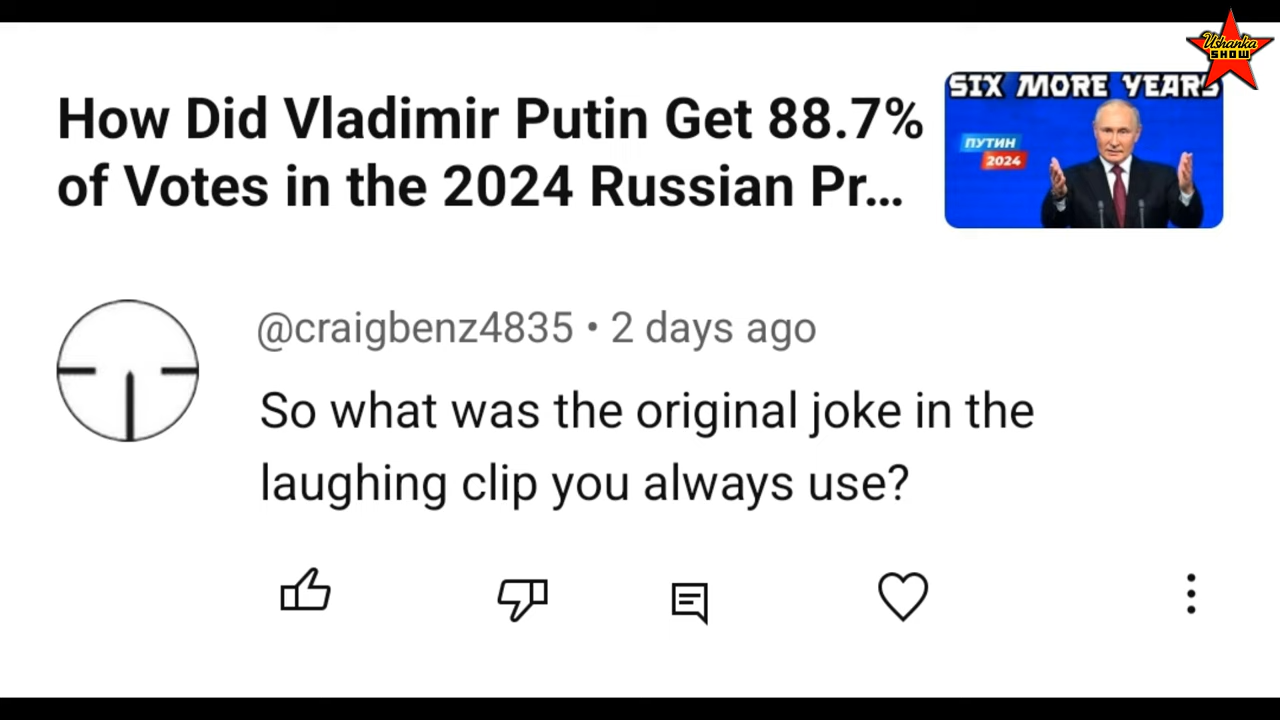 Ushanka
SHOW
How Did Vladimir Putin Get 88.7%
of Votes in the 2024 Russian Pr...
SIX MORE YEARS
ПУТИН
2024
@craigbenz4835 • 2 days ago
So what was the original joke in the
laughing clip you always use?